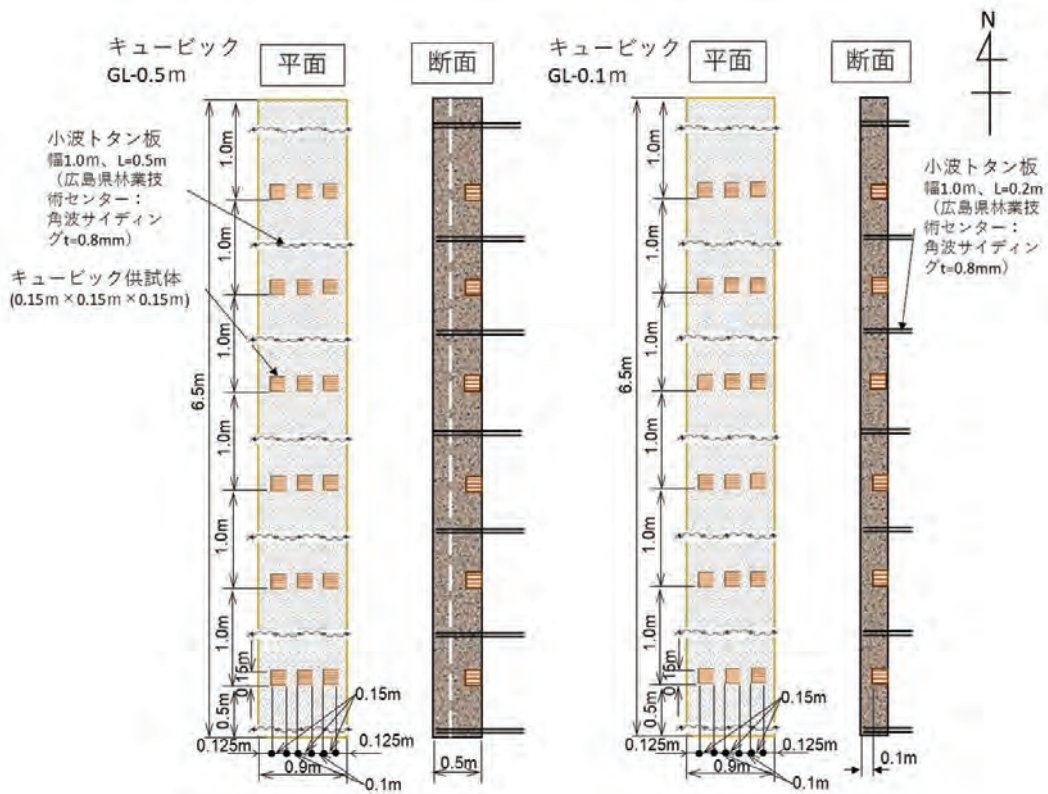 キュービック
GL-0.5m
平面
断面
小波トタン板
幅1.0m、L=0.5m
（広島県林業技
術センター：
角波サイディン
グt=0.8mm）
キュービック供試体
(0.15m×0.15m×0.15m)
6.5m
1.0m
1.0m
1.0m
1.0m
1.0m
1.0m
0.15m
0.5m
0.125m
0.15m
0.125m
0.9m
0.1m
0.5m
キュービック
GL-0.1m
平面
断面
N
小波トタン板
幅1.0m、L=0.2m
（広島県林業技
術センター：
角波サイディン
グt=0.8mm）
6.5m
1.0m
1.0m
1.0m
1.0m
1.0m
1.0m
0.15m
0.5m
0.125m
0.15m
0.125m
0.9m
0.1m
0.1m